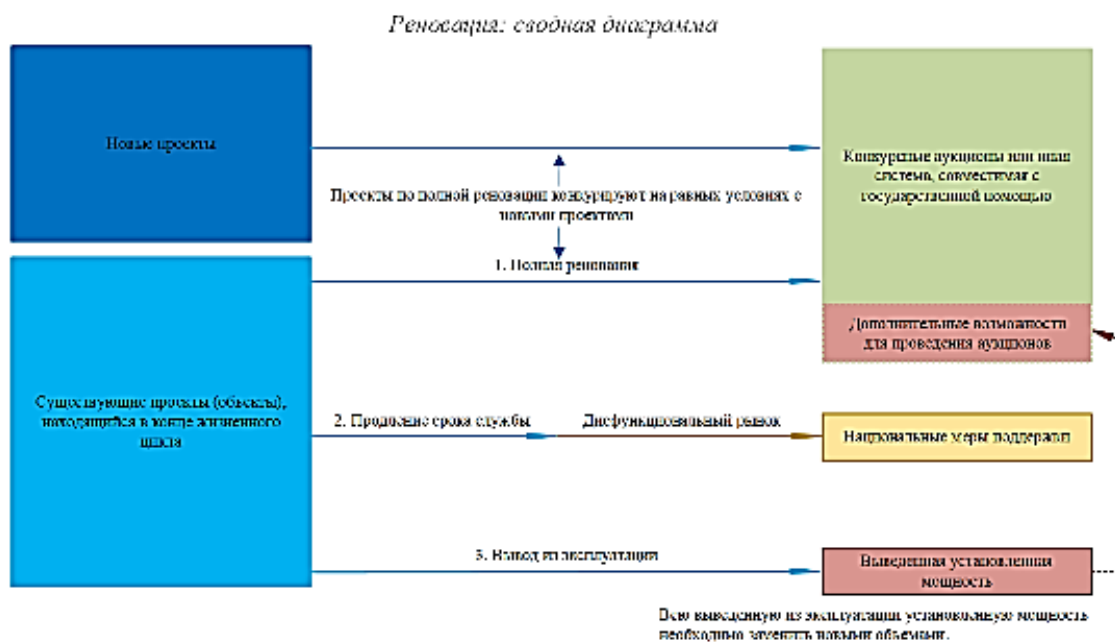 Реновация: сводная диаграмма
Новые проекты
Конкурсные аукционы или иная
система, совместимая с
государственной помощью
Проекты по полной реновации конкурируют на равных условиях с
новыми проектами
1. Полная реновация
Дополнительные возможности
для проведения аукционов
Существующие проекты (объекты),
находящийся в конце жизненного
цикла
2. Продление срока службы
Дисфункциональный рынок
Национальные меры поддержки
3. Вывод из эксплуатации
Выведенная установленная
мощность
Всю выведенную из эксплуатации установленную мощность
необходимо заменить новыми объемами.